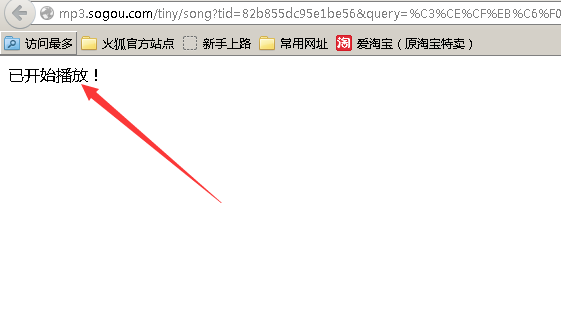 mp3.sogou.com/tiny/song?tid=82b855dc95e1be56&query=%C3%CE%CF%EB%C6%F0
访问最多 火狐官方站点 新手上路 常用网址 淘 爱淘宝（原淘宝特卖）
已开始播放！